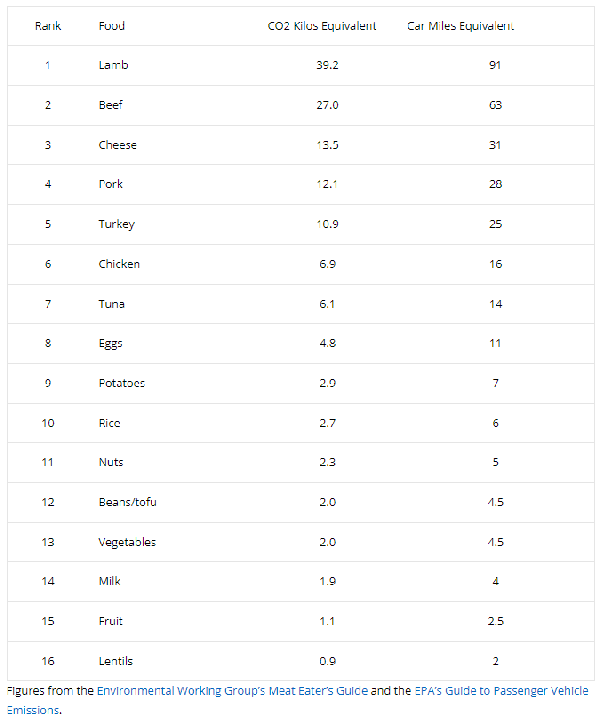 Rank Food CO2 Kilos Equivalent Car Miles Equivalent
1 Lamb 39.2 91
2 Beef 27.0 63
3 Cheese 13.5 31
4 Pork 12.1 28
5 Turkey 10.9 25
6 Chicken 6.9 16
7 Tuna 6.1 14
8 Eggs 4.8 11
9 Potatoes 2.9 7
10 Rice 2.7 6
11 Nuts 2.3 5
12 Beans/tofu 2.0 4.5
13 Vegetables 2.0 4.5
14 Milk 1.9 4
15 Fruit 1.1 2.5
16 Lentils 0.9 2
Figures from the Environmental Working Group's Meat Eater's Guide and the EPA's Guide to Passenger Vehicle
Emissions.